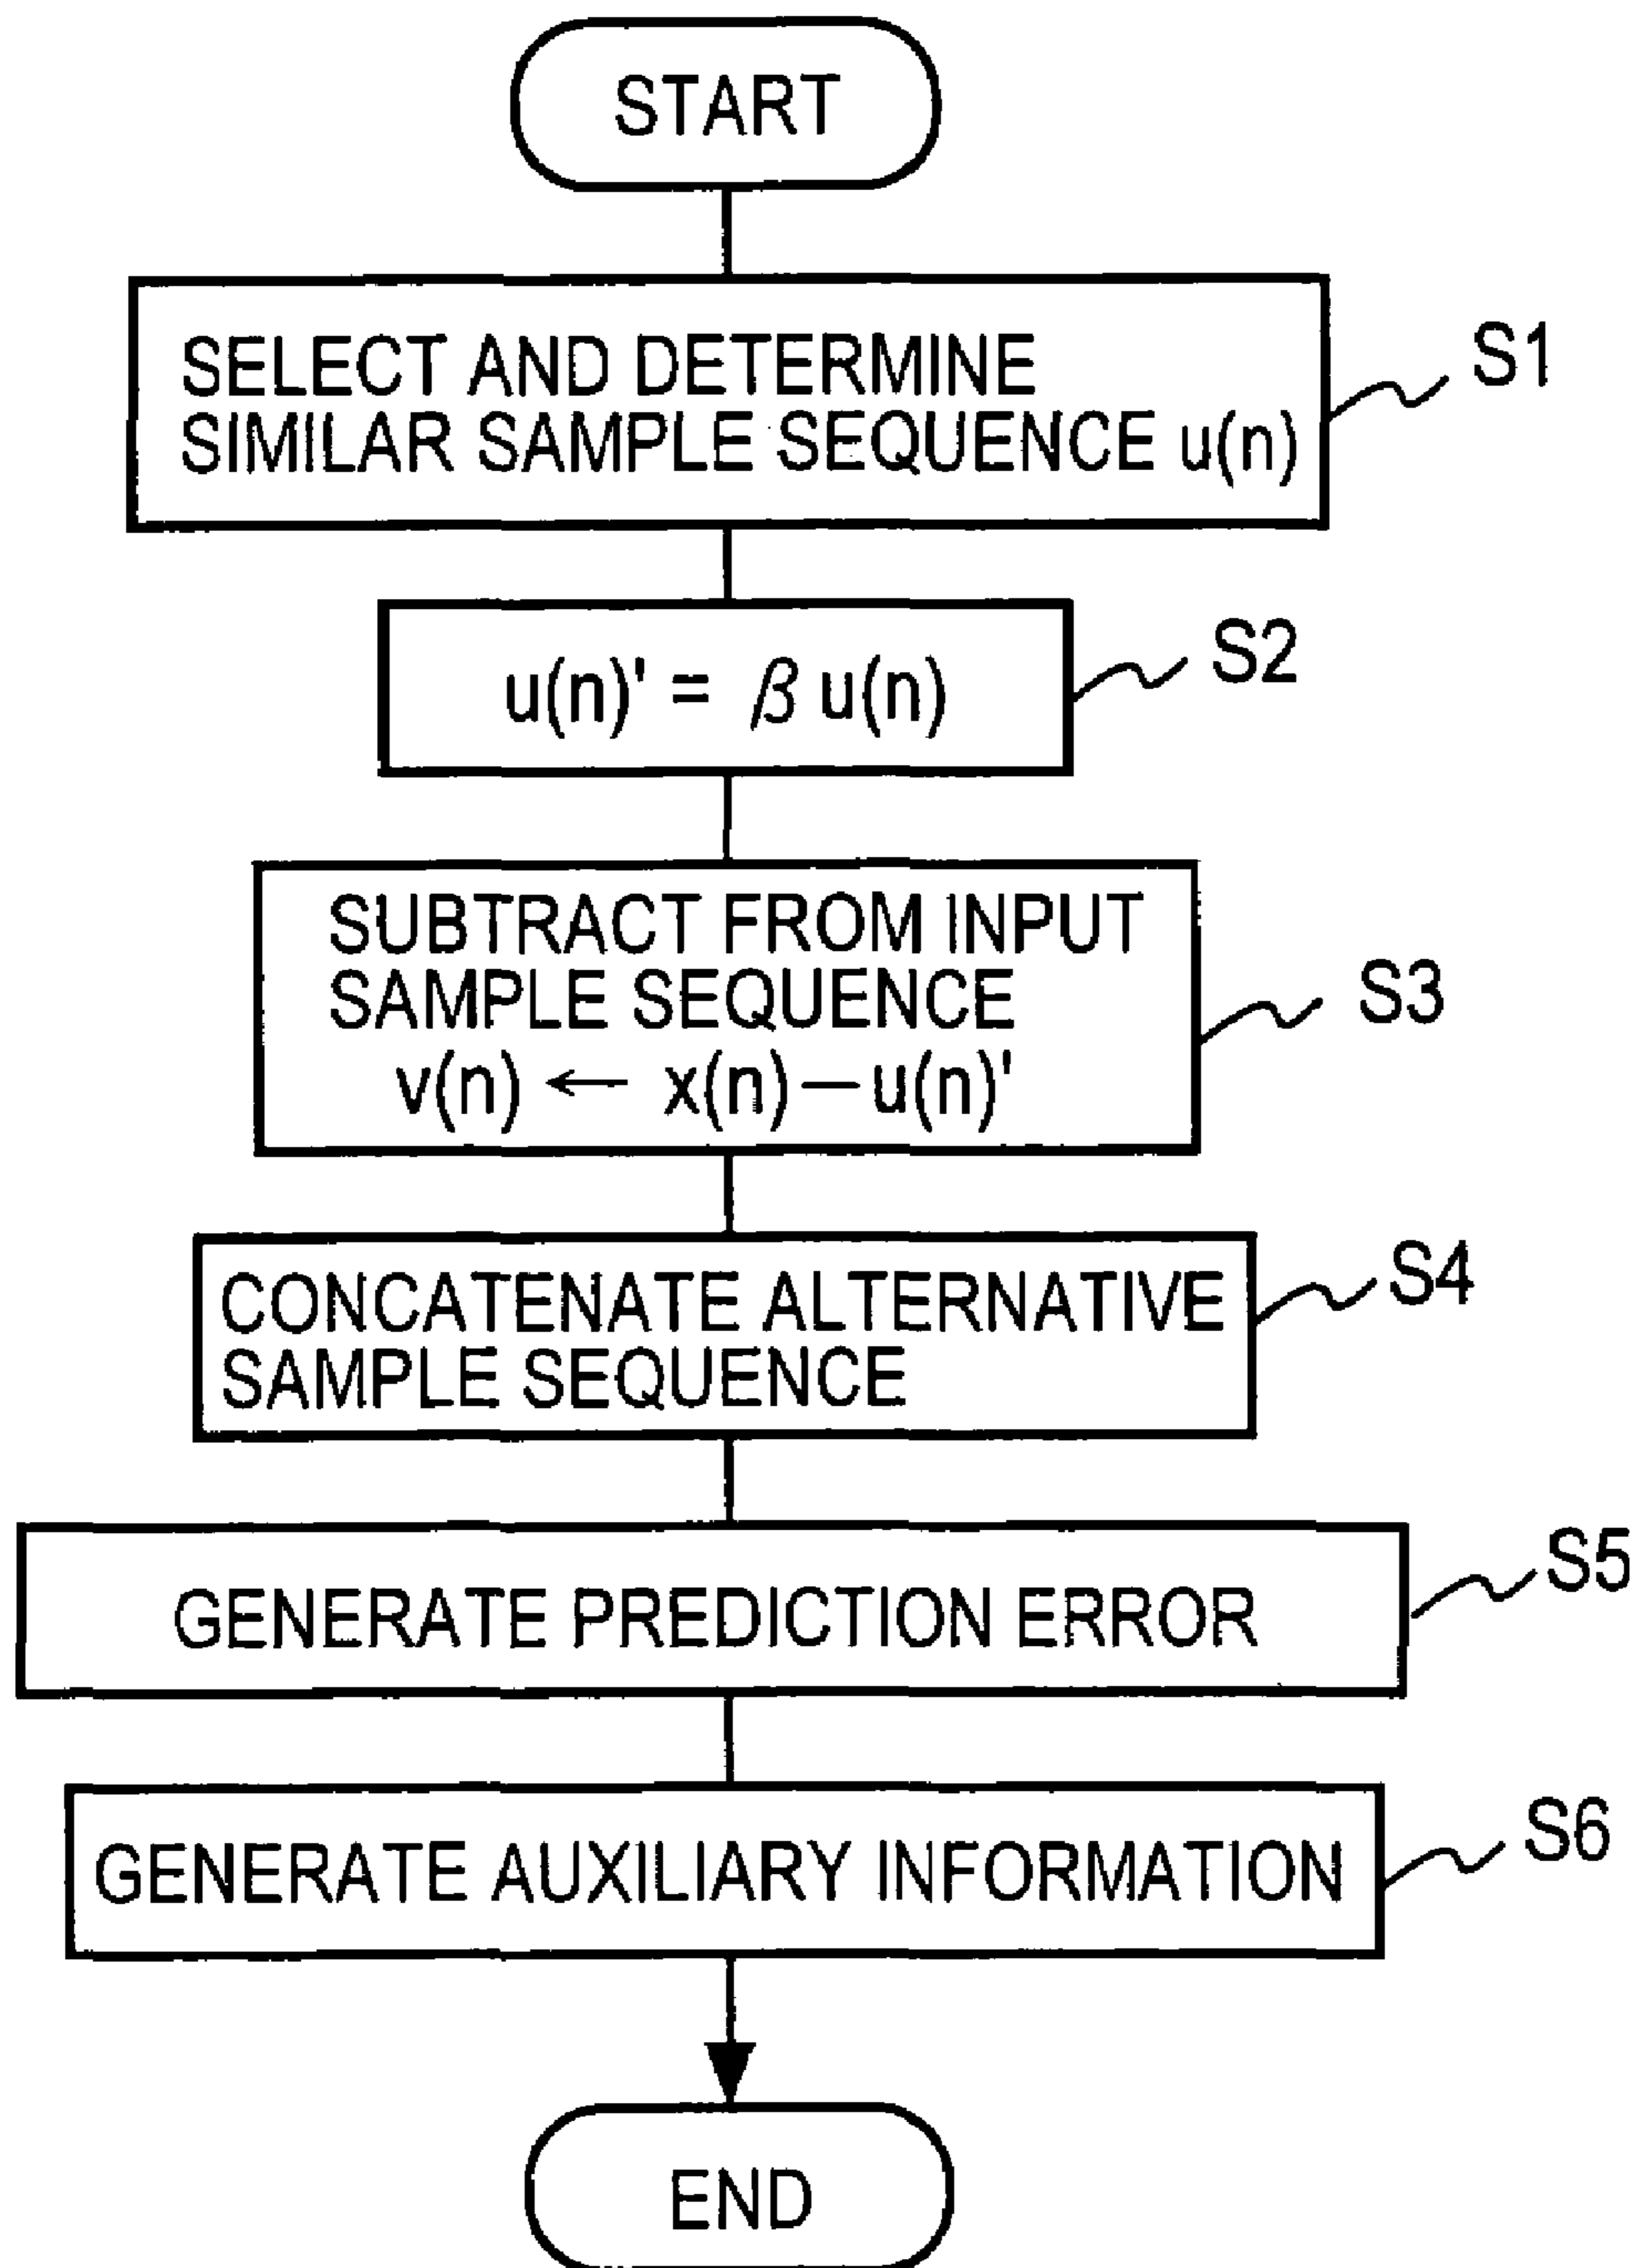 START
SELECT AND DETERMINE
SIMILAR SAMPLE SEQUENCE u(n)
S1
u(n)' = β u(n)
S2
SUBTRACT FROM INPUT
SAMPLE SEQUENCE
v(n) ← x(n) — u(n)'
S3
CONCATENATE ALTERNATIVE
SAMPLE SEQUENCE
S4
GENERATE PREDICTION ERROR
S5
GENERATE AUXILIARY INFORMATION
S6
END